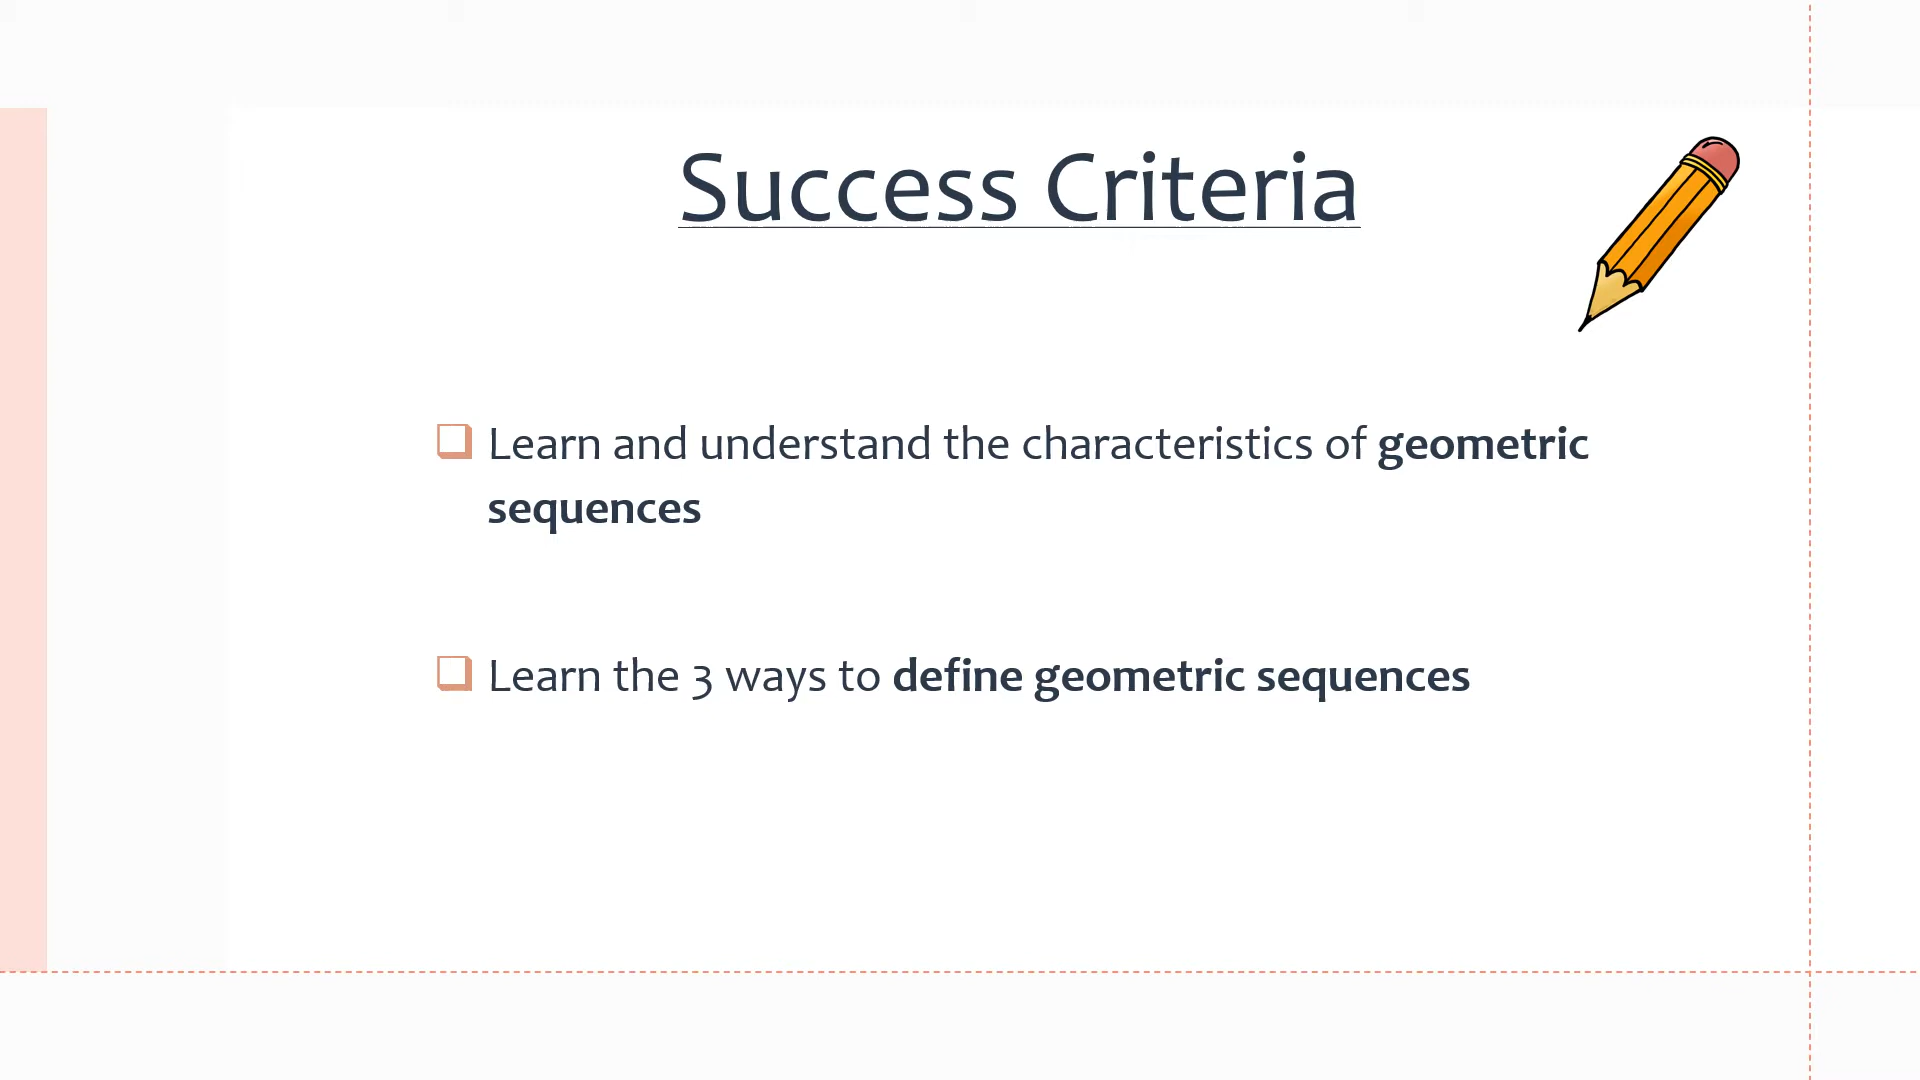 Success Criteria
Learn and understand the characteristics of geometric
sequences
Learn the 3 ways to define geometric sequences